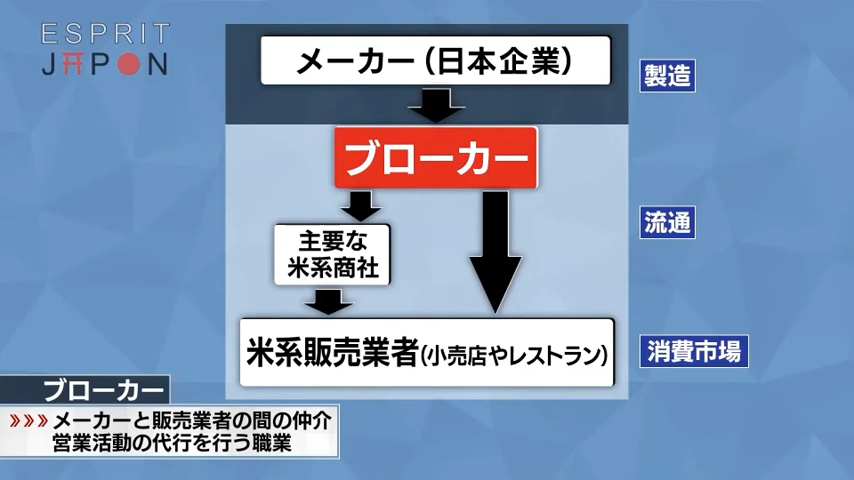 ESPRIT
JAPON
メーカー（日本企業）
製造
ブローカー
流通
主要な
米系商社
米系販売業者(小売店やレストラン)
消費市場
ブローカー
>>>メーカーと販売業者の間の仲介
営業活動の代行を行う職業